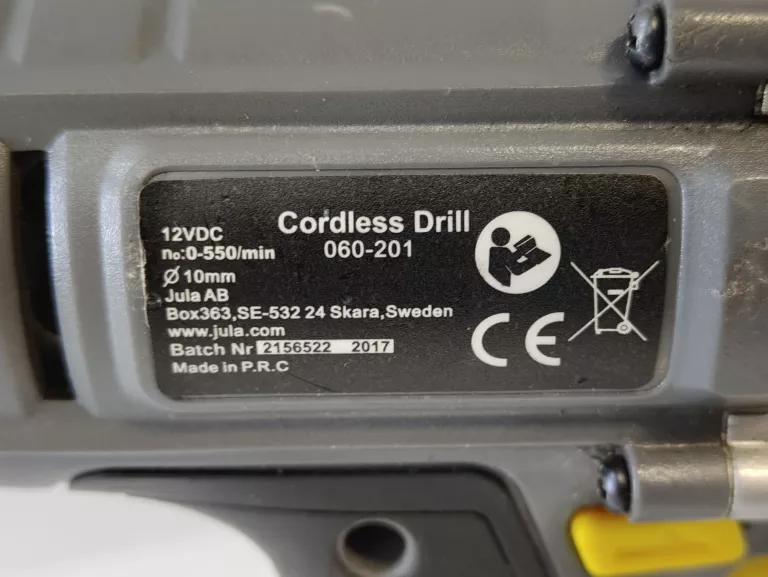 Cordless Drill
060-201
12VDC
no:0-550/min
Ø 10mm
Jula AB
Box363,SE-532 24 Skara,Sweden
www.jula.com
Batch Nr 2156522 2017
Made in P.R.C
CE